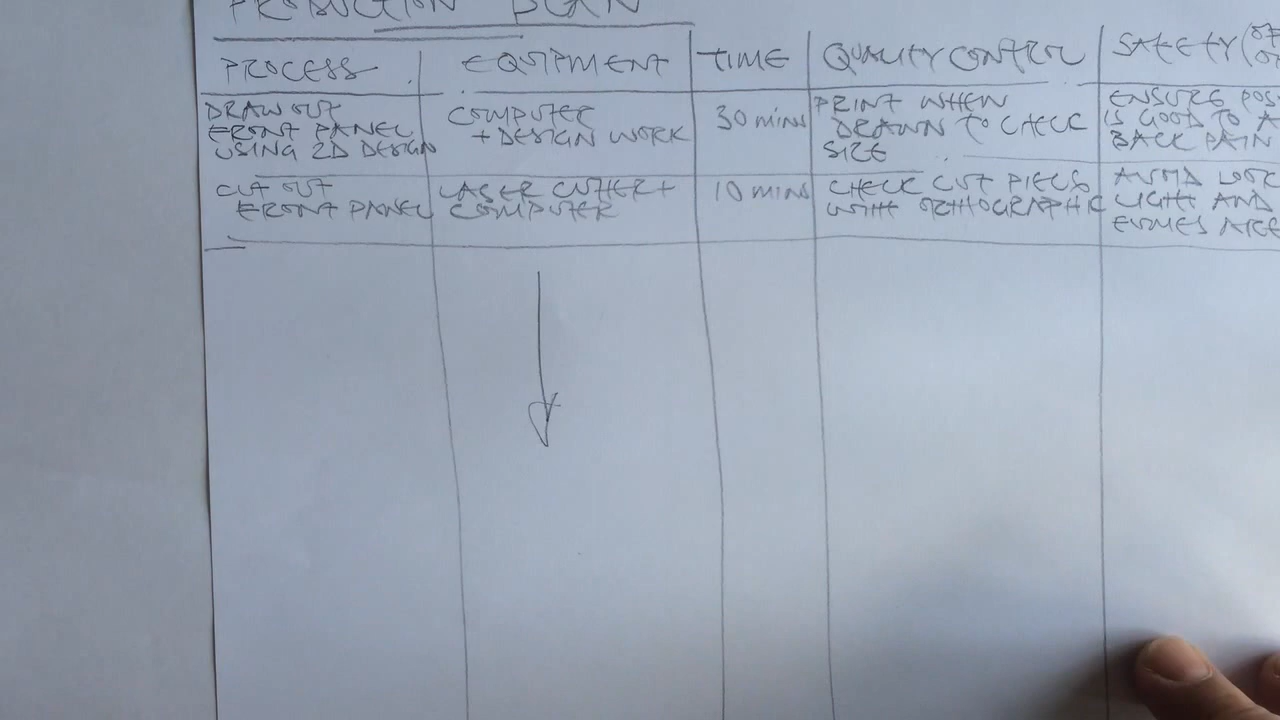 PRODUCTION PLAN
PROCESS EQUIPMENT TIME QUALITY CONTROL SAFETY
DRAW OUT
FRONT PANEL
USING 2D DESIGN
COMPUTER
+ DESIGN WORK
30 mins
PRINT WHEN
DRAWN TO CHECK
SIZE
ENSURE
IS GOOD TO
BACK PAIN
CUT OUT
FRONT PANEL
LASER CUTTER +
COMPUTER
10 mins
CHECK CUT PIECE
WITH ORTHOGRAPHIC
AVOID
LIGHT AND
FUMES ARE